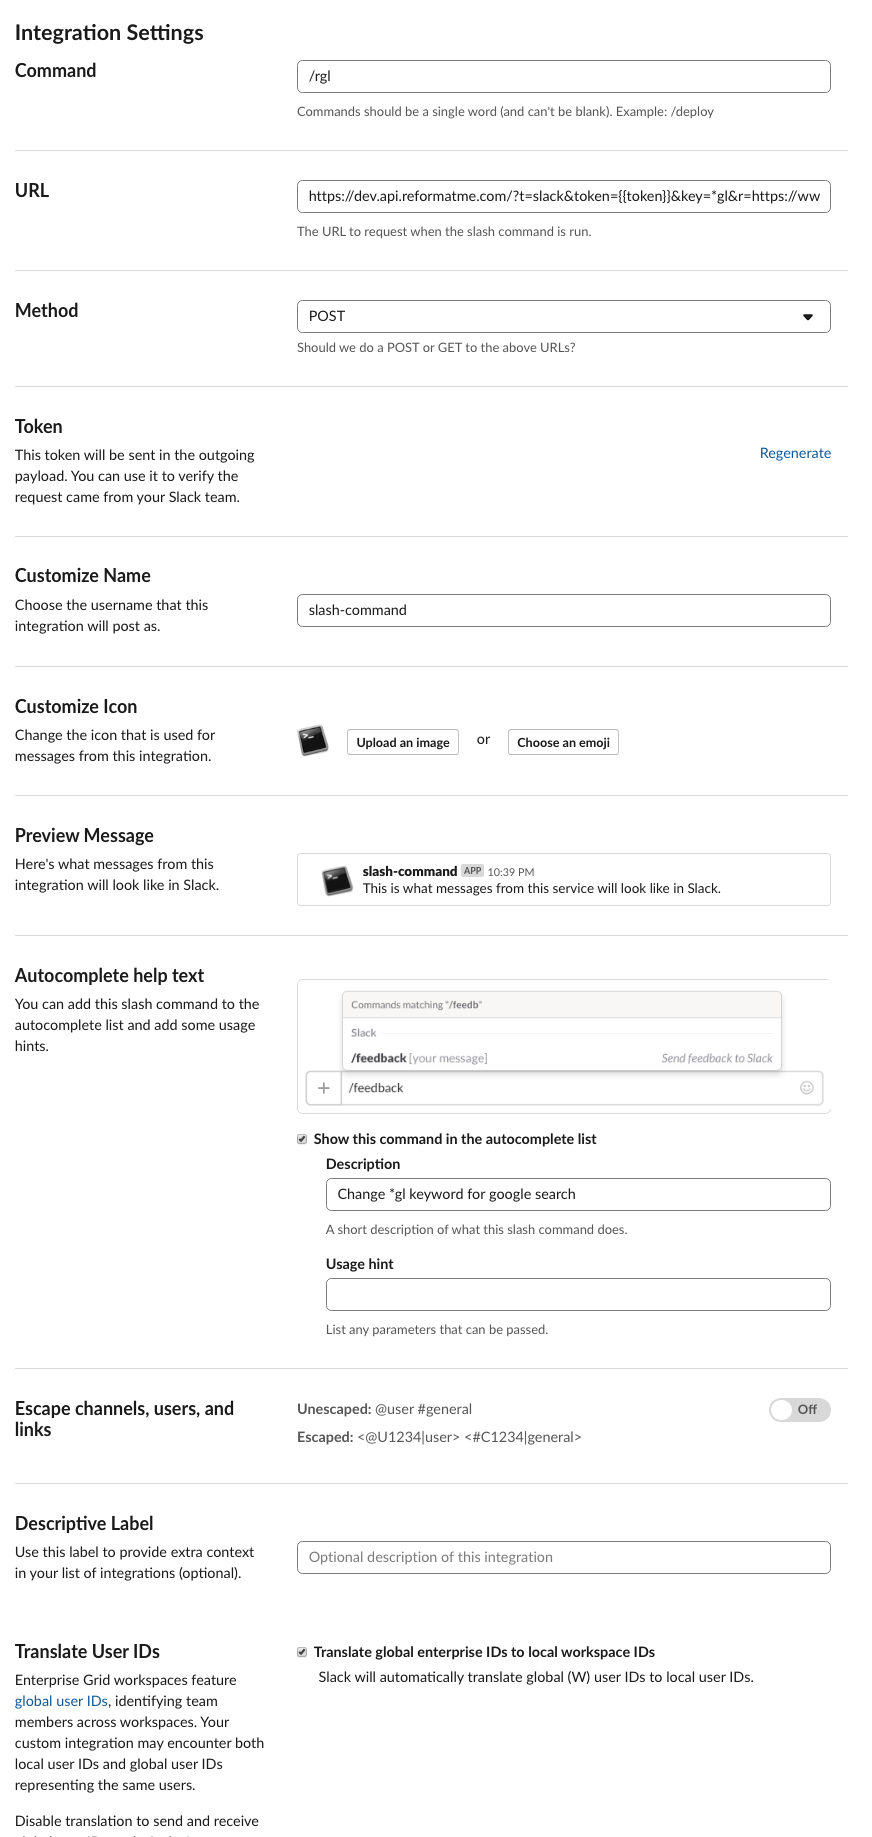 Integration Settings
Command
/rgl
Commands should be a single word (and can't be blank). Example: /deploy
URL
https://dev.api.reformatme.com/?t=slack&token={{token}}&key=*gl&r=https://ww
The URL to request when the slash command is run.
Method
POST
Should we do a POST or GET to the above URLs?
Token
This token will be sent in the outgoing
payload. You can use it to verify the
request came from your Slack team.
Regenerate
Customize Name
Choose the username that this
integration will post as.
slash-command
Customize Icon
Change the icon that is used for
messages from this integration.
Upload an image or Choose an emoji
Preview Message
Here's what messages from this
integration will look like in Slack.
slash-command APP 10:39 PM
This is what messages from this service will look like in Slack.
Autocomplete help text
You can add this slash command to the
autocomplete list and add some usage
hints.
Commands matching "/feedb"
Slack
/feedback [your message] Send feedback to Slack
/feedback
Show this command in the autocomplete list
Description
Change *gl keyword for google search
A short description of what this slash command does.
Usage hint
List any parameters that can be passed.
Escape channels, users, and
links
Unescaped: @user #general
Escaped: <@U1234|user> <#C1234|general>
Off
Descriptive Label
Use this label to provide extra context
in your list of integrations (optional).
Optional description of this integration
Translate User IDs
Enterprise Grid workspaces feature
global user IDs, identifying team
members across workspaces. Your
custom integration may encounter both
local user IDs and global user IDs
representing the same users.
Disable translation to send and receive
Translate global enterprise IDs to local workspace IDs
Slack will automatically translate global (W) user IDs to local user IDs.